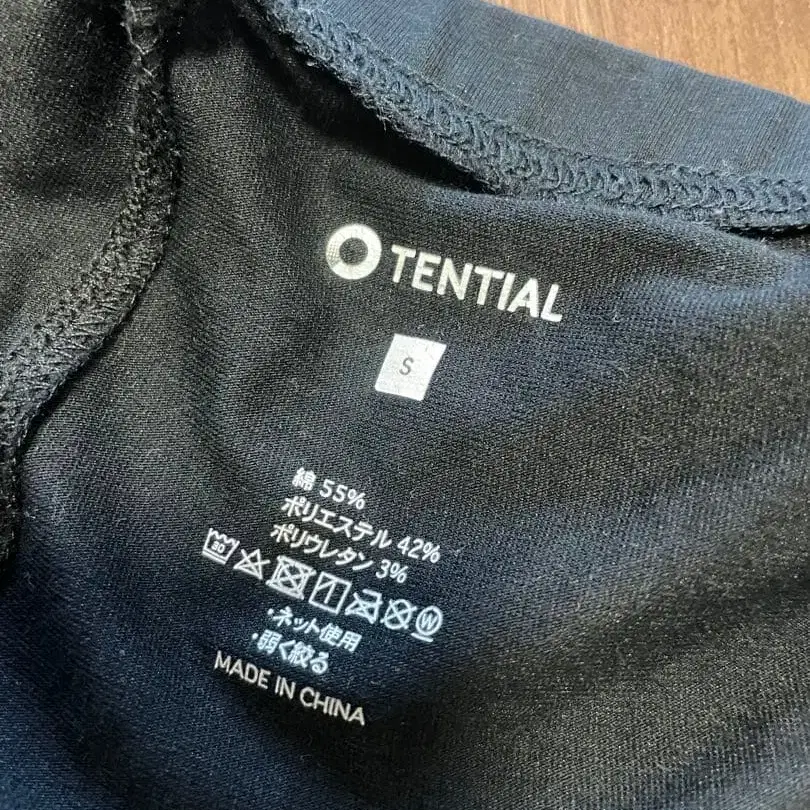 TENTIAL
S
綿 55%
ポリエステル 42%
ポリウレタン 3%
W
・ネット使用
・弱く絞る
MADE IN CHINA